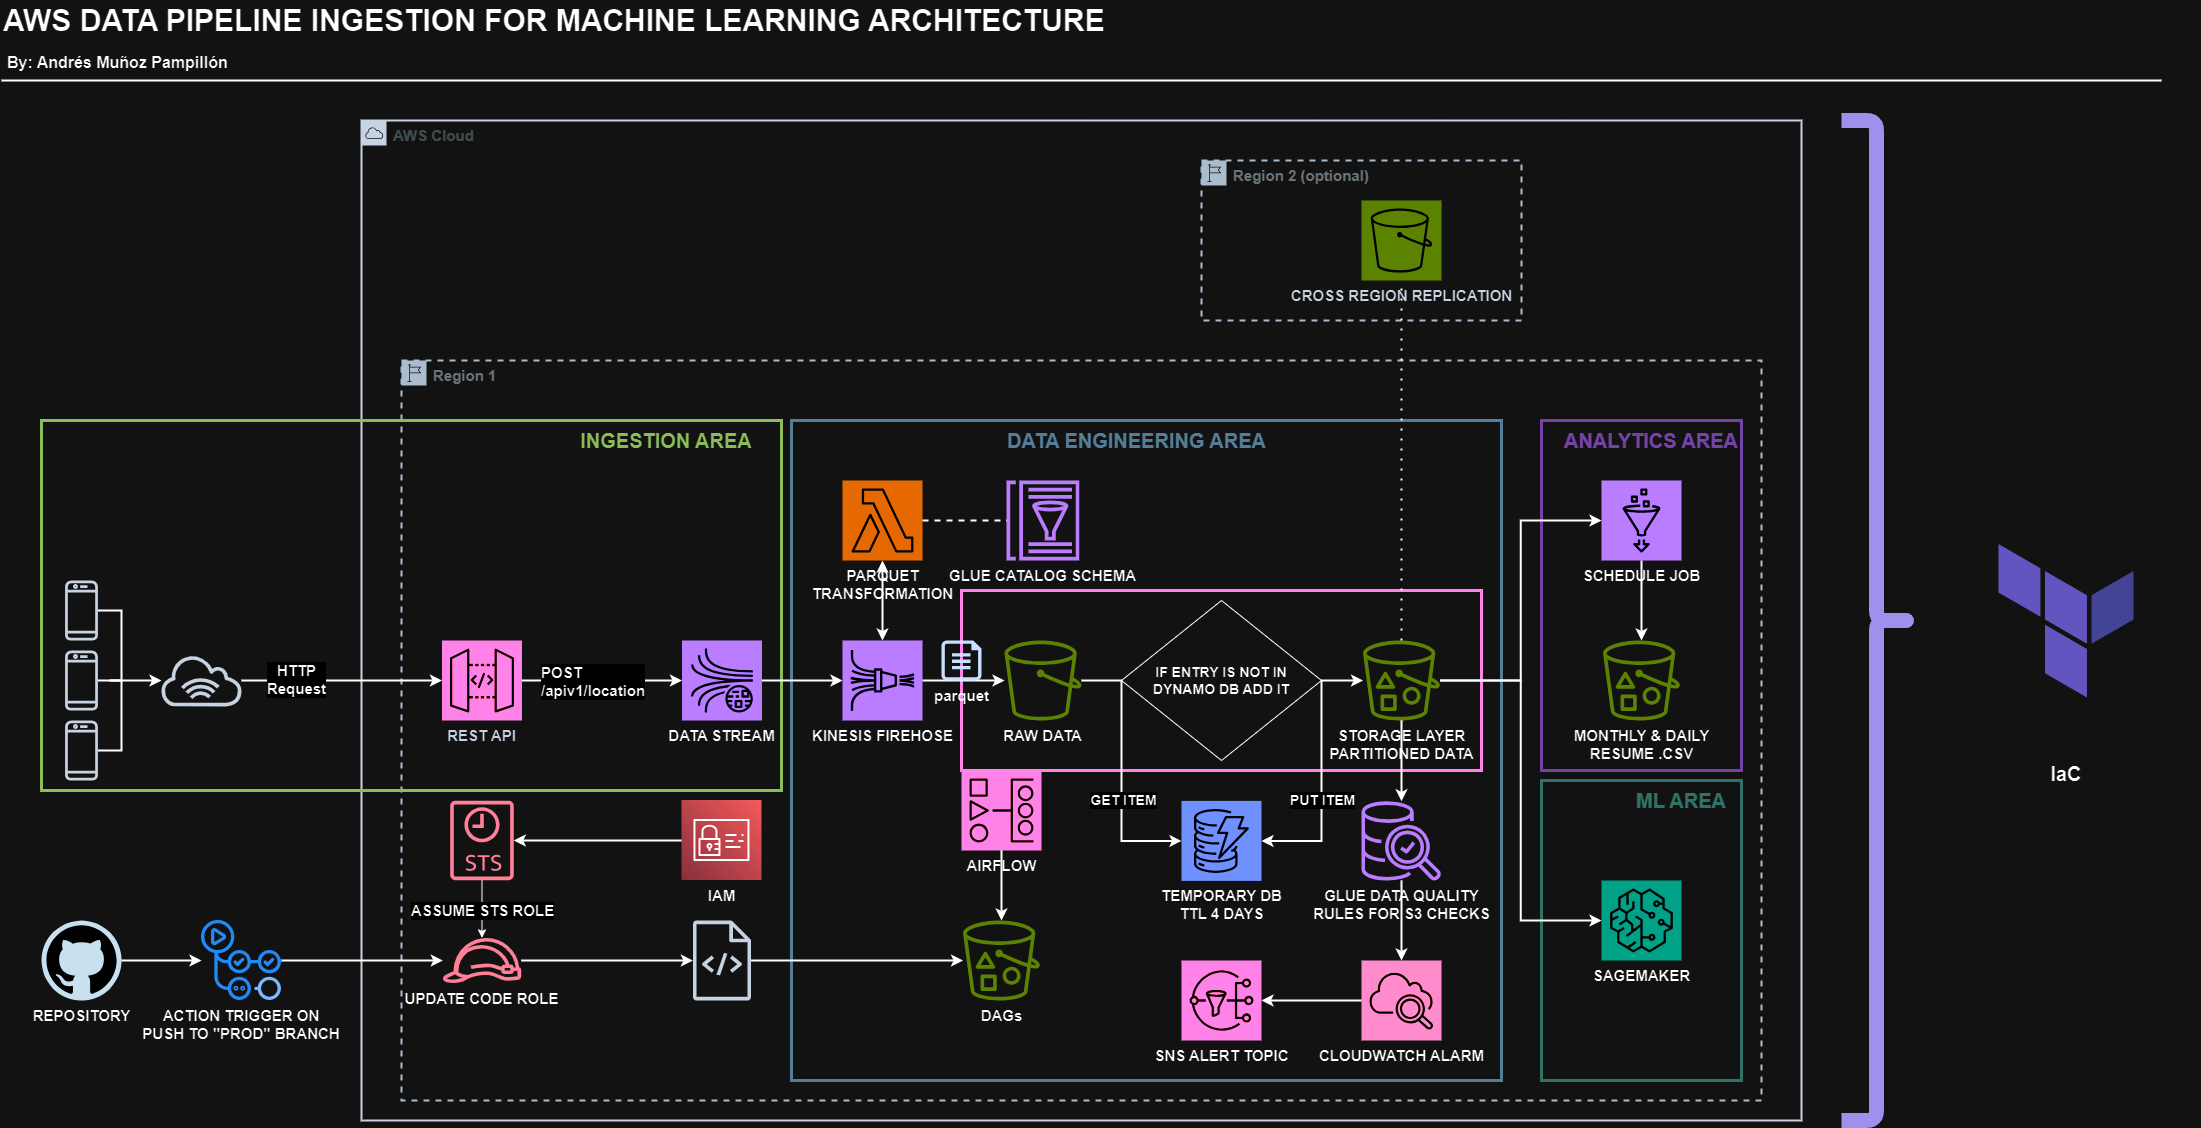 AWS DATA PIPELINE INGESTION FOR MACHINE LEARNING ARCHITECTURE
By: Andrés Muñoz Pampillón
AWS Cloud
Region 2 (optional)
CROSS REGION REPLICATION
Region 1
INGESTION AREA
DATA ENGINEERING AREA
ANALYTICS AREA
PARQUET
TRANSFORMATION
GLUE CATALOG SCHEMA
SCHEDULE JOB
HTTP
Request
REST API
POST
/apiv1/location
DATA STREAM
KINESIS FIREHOSE
parquet
RAW DATA
IF ENTRY IS NOT IN
DYNAMO DB ADD IT
STORAGE LAYER
PARTITIONED DATA
MONTHLY & DAILY
RESUME .CSV
IaC
ML AREA
STS
IAM
ASSUME STS ROLE
AIRFLOW
GET ITEM
PUT ITEM
TEMPORARY DB
TTL 4 DAYS
GLUE DATA QUALITY
RULES FOR S3 CHECKS
REPOSITORY
ACTION TRIGGER ON
PUSH TO "PROD" BRANCH
UPDATE CODE ROLE
</>
DAGs
SNS ALERT TOPIC
CLOUDWATCH ALARM
SAGEMAKER